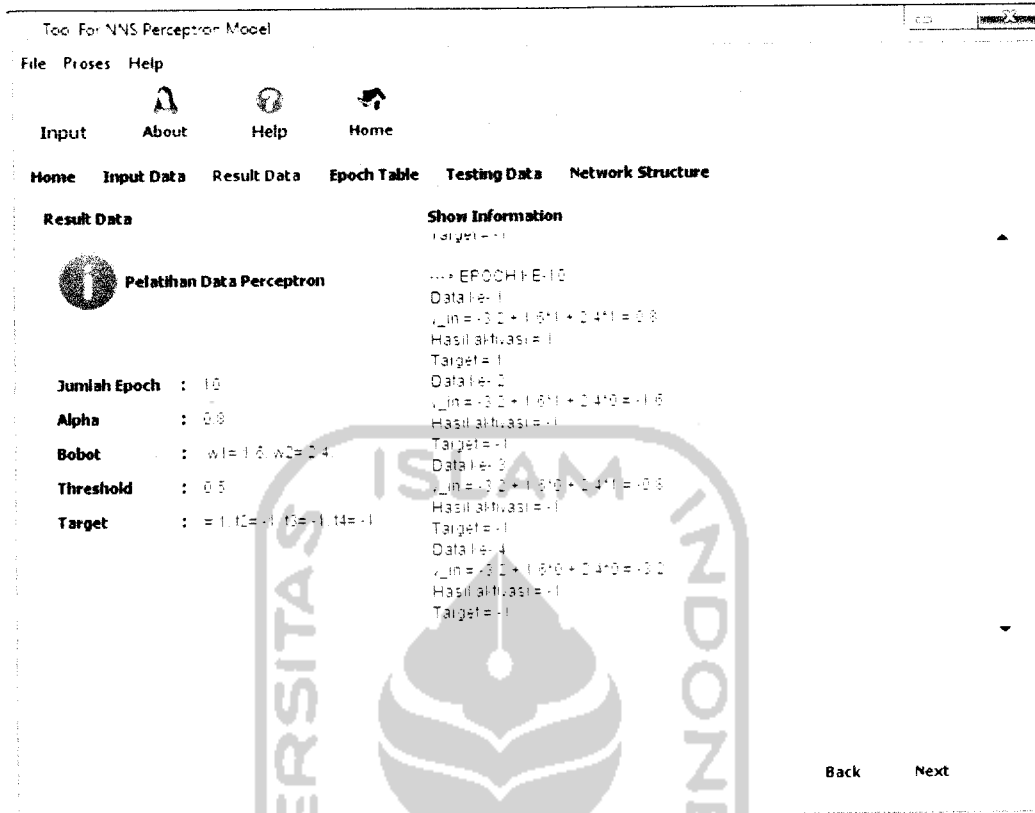 Tool For NNS Perceptron Model
File Proses Help
Input About Help Home
Home Input Data Result Data Epoch Table Testing Data Network Structure
Result Data
Pelatihan Data Perceptron
Jumlah Epoch : 10
Alpha : 0.8
Bobot : w1= 1.6, w2= 2.4,
Threshold : 0.5
Target : = 1, t2= -1, t3= -1, t4= -1
Show Information
Target = -1
---> EPOCH KE-10
Data ke- 1
y_in = -3.2 + 1.6*1 + 2.4*1 = 0.8
Hasil aktivasi = 1
Target = 1
Data ke- 2
y_in = -3.2 + 1.6*1 + 2.4*0 = -1.6
Hasil aktivasi = -1
Target = -1
Data ke- 3
y_in = -3.2 + 1.6*0 + 2.4*1 = -0.8
Hasil aktivasi = -1
Target = -1
Data ke- 4
y_in = -3.2 + 1.6*0 + 2.4*0 = -3.2
Hasil aktivasi = -1
Target = -1
Back Next
ERSITAS
ISLAM
INDONE